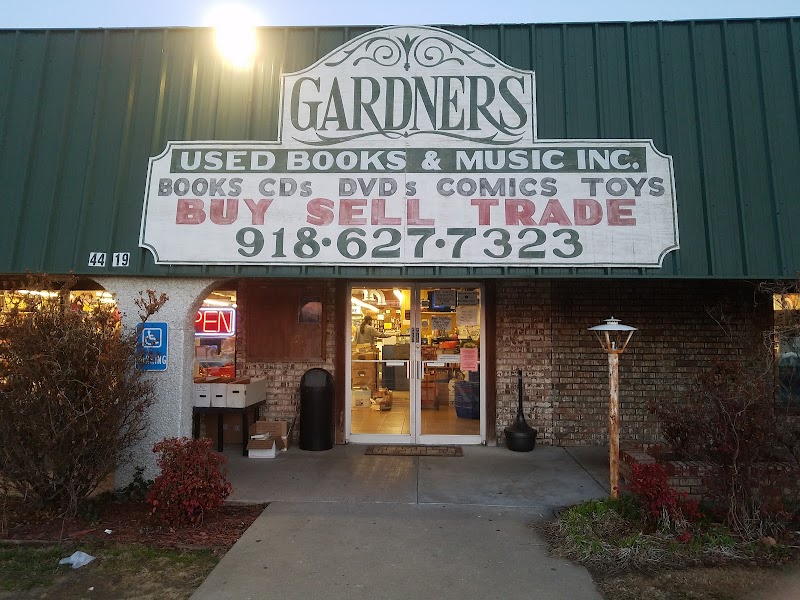 GARDNERS
USED BOOKS & MUSIC INC.
BOOKS CDs DVDs COMICS TOYS
BUY SELL TRADE
918·627·7323
44 19
OPEN
PARKING